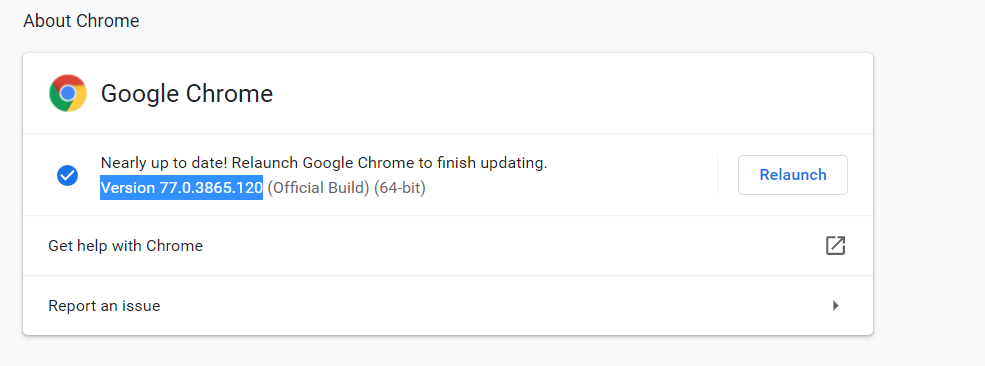 About Chrome
Google Chrome
Nearly up to date! Relaunch Google Chrome to finish updating.
Version 77.0.3865.120 (Official Build) (64-bit)
Relaunch
Get help with Chrome
Report an issue